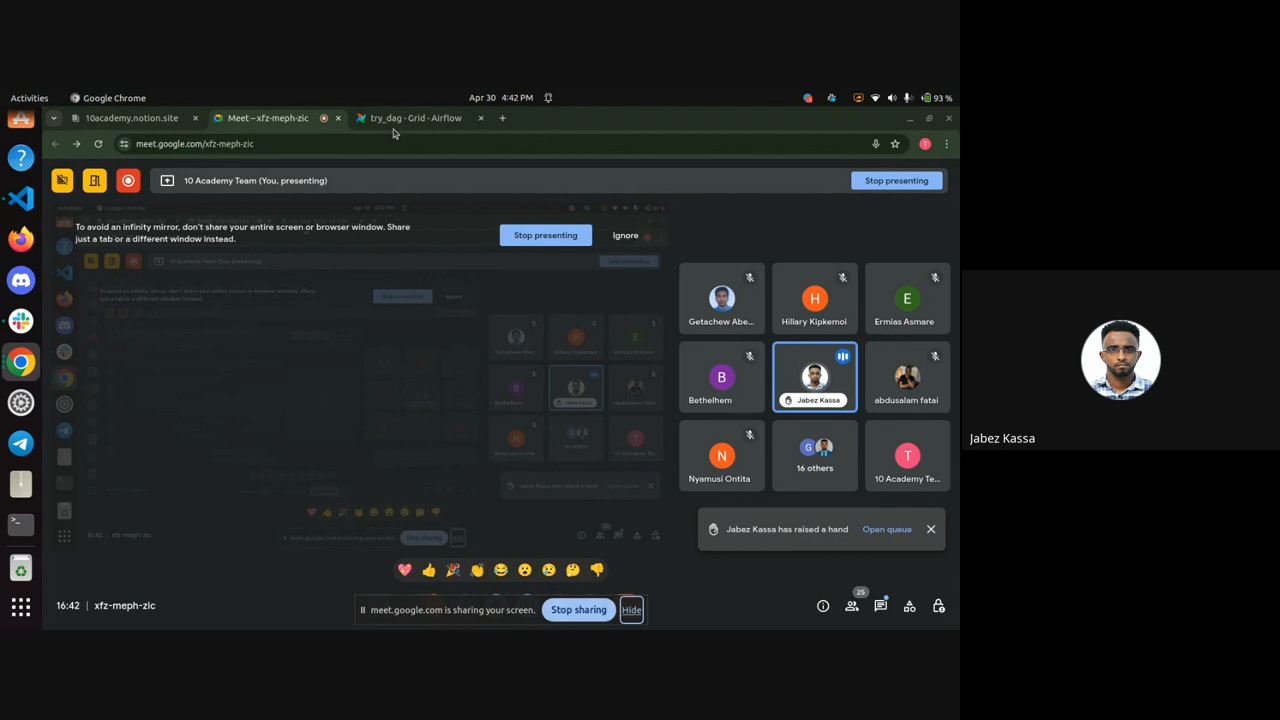 Activities
Google Chrome
Apr 30 4:42 PM
93 %
10academy.notion.site
Meet – xfz-meph-zic
try_dag - Grid - Airflow
meet.google.com/xfz-meph-zic
T
10 Academy Team (You, presenting)
Stop presenting
To avoid an infinity mirror, don't share your entire screen or browser window. Share
just a tab or a different window instead.
Stop presenting
Ignore
Getachew Abe...
H
Hillary Kipkemoi
E
Ermias Asmare
B
Bethelhem
Jabez Kassa
abdusalam fatai
N
Nyamusi Ontita
G
16 others
T
10 Academy Te...
Jabez Kassa has raised a hand
Open queue
16:42 | xfz-meph-zic
meet.google.com is sharing your screen.
Stop sharing
Hide
25
Jabez Kassa